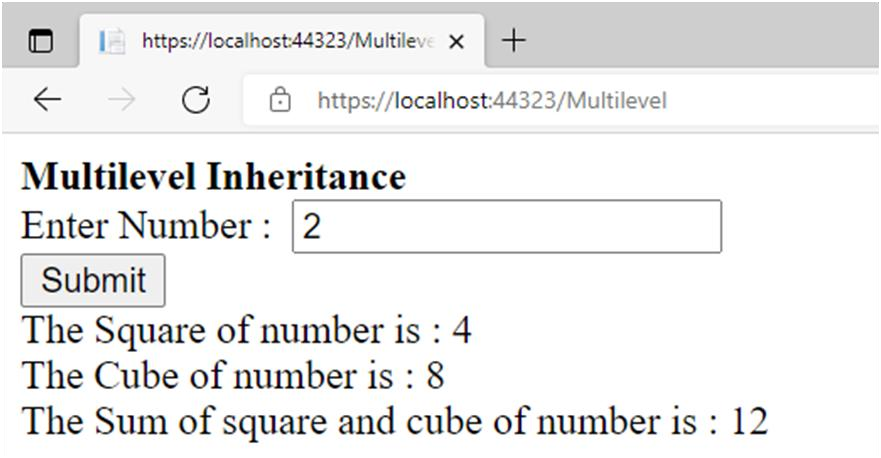 https://localhost:44323/Multileve
https://localhost:44323/Multilevel
Multilevel Inheritance
Enter Number : 2
Submit
The Square of number is : 4
The Cube of number is : 8
The Sum of square and cube of number is : 12